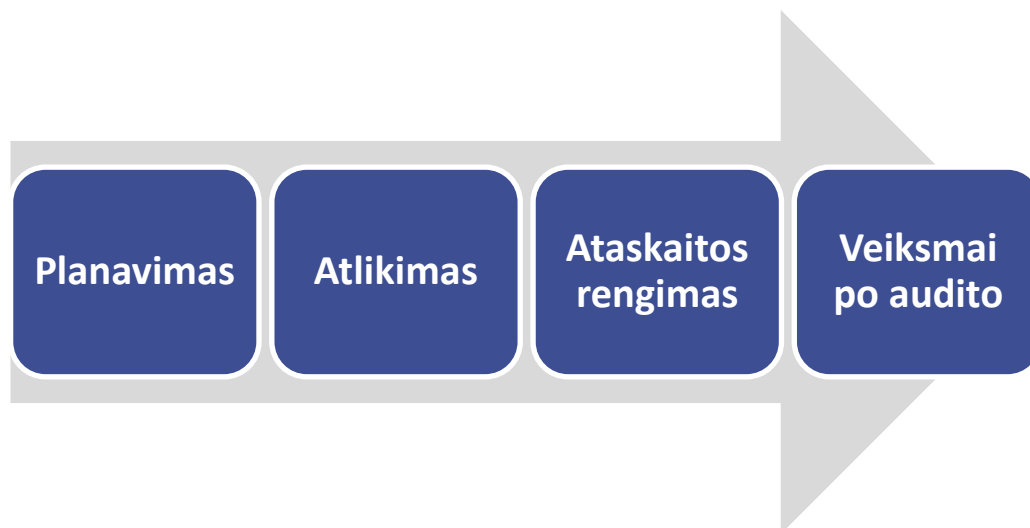 Planavimas
Atlikimas
Ataskaitos
rengimas
Veiksmai
po audito